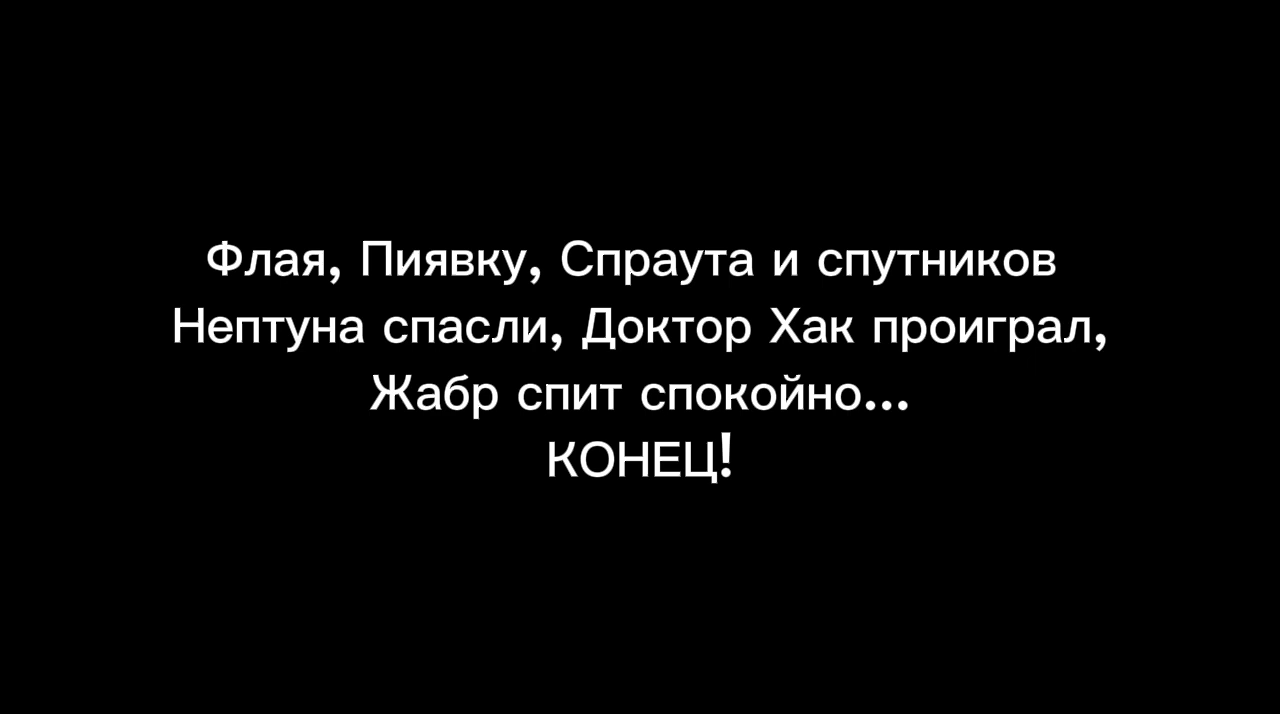 Флая, Пиявку, Спраута и спутников
Нептуна спасли, Доктор Хак проиграл,
Жабр спит спокойно...
КОНЕЦ!